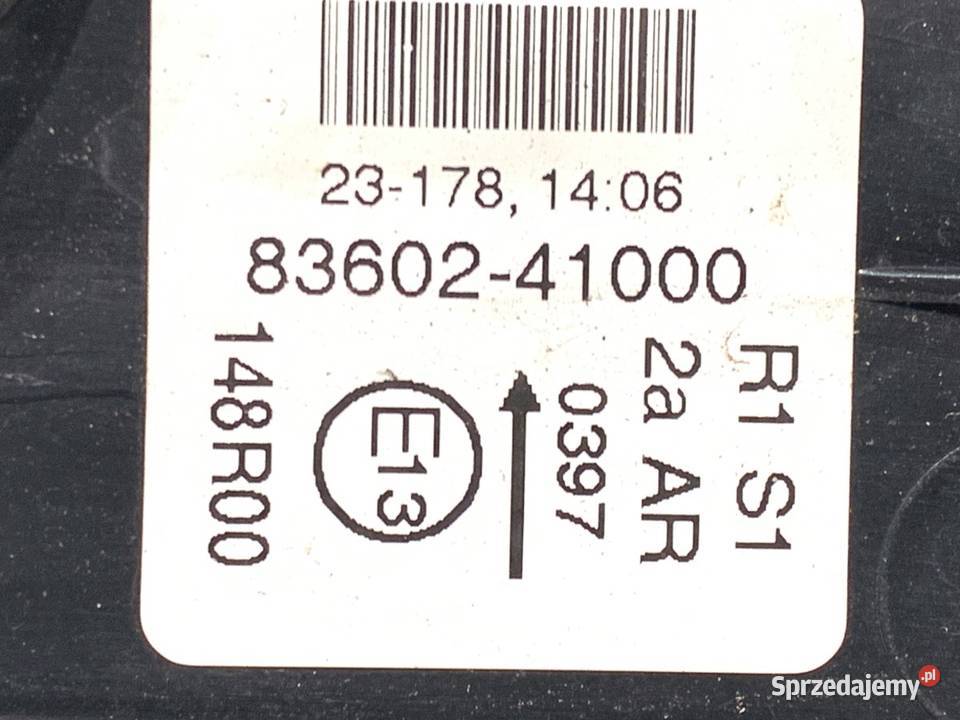 23-178, 14:06
83602-41000
R1 S1
2a AR
0397
E13
148R00
Sprzedajemy.pl